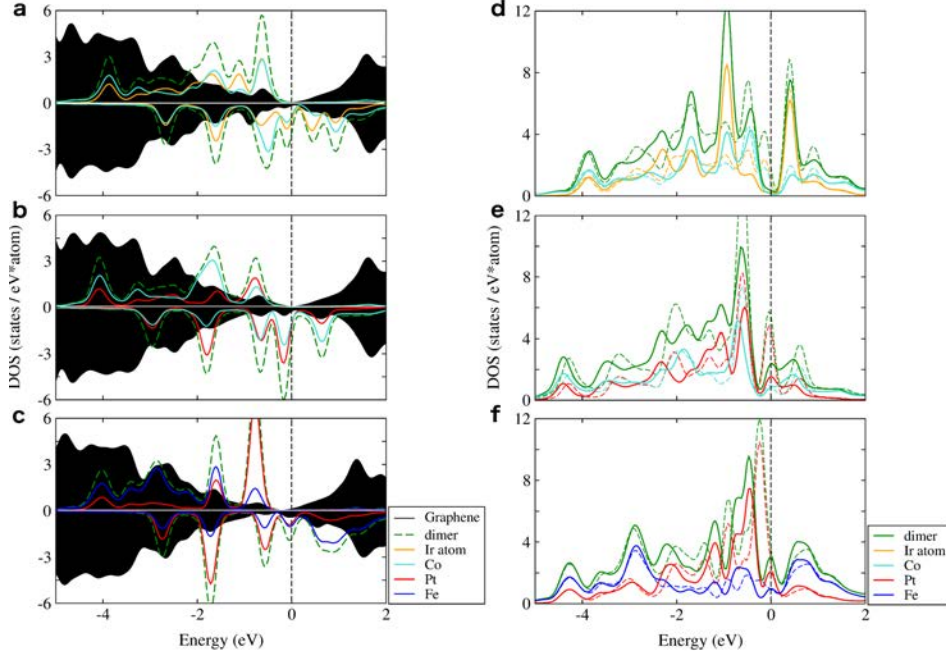 a
6
3
0
-3
-6
b
6
3
0
-3
-6
c
6
3
0
-3
-6
DOS (states / eV*atom)
-4
-2
0
2
Energy (eV)
Graphene
dimer
Ir atom
Co
Pt
Fe
d
12
8
4
0
e
12
8
4
0
f
12
8
4
0
DOS (states / eV*atom)
-4
-2
0
2
Energy (eV)
dimer
Ir atom
Co
Pt
Fe